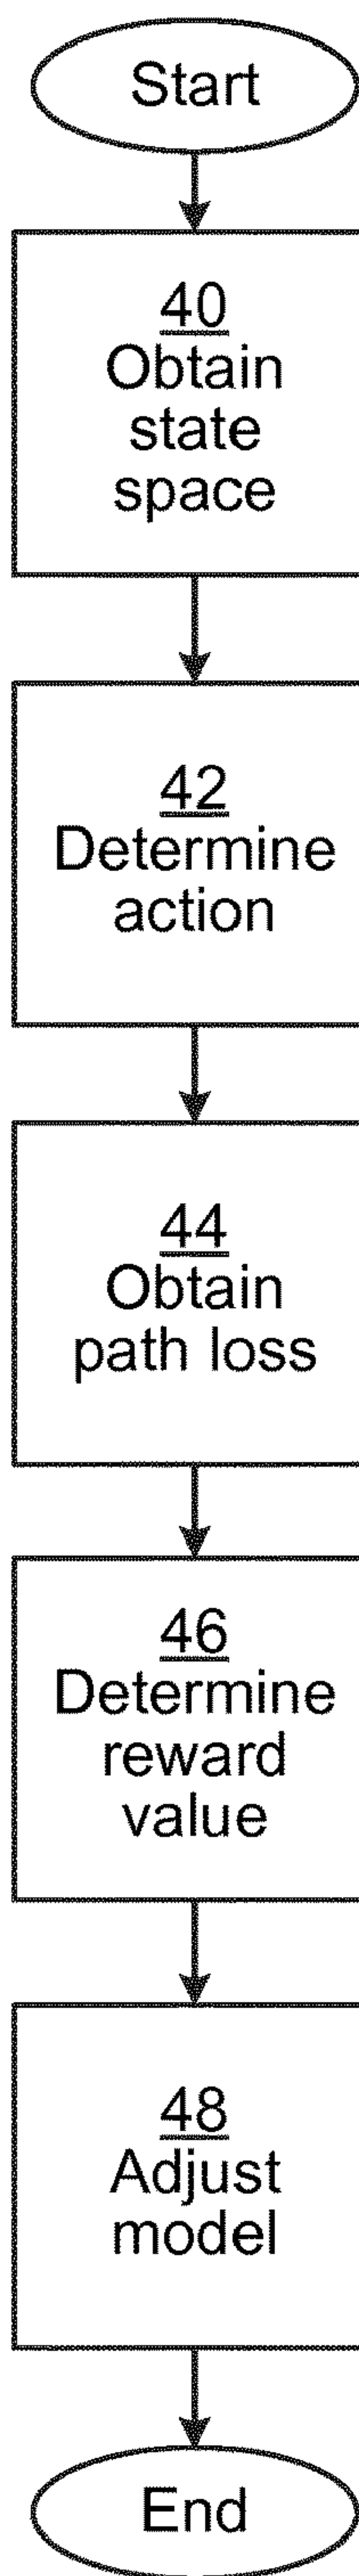 Start
40
Obtain
state
space
42
Determine
action
44
Obtain
path loss
46
Determine
reward
value
48
Adjust
model
End